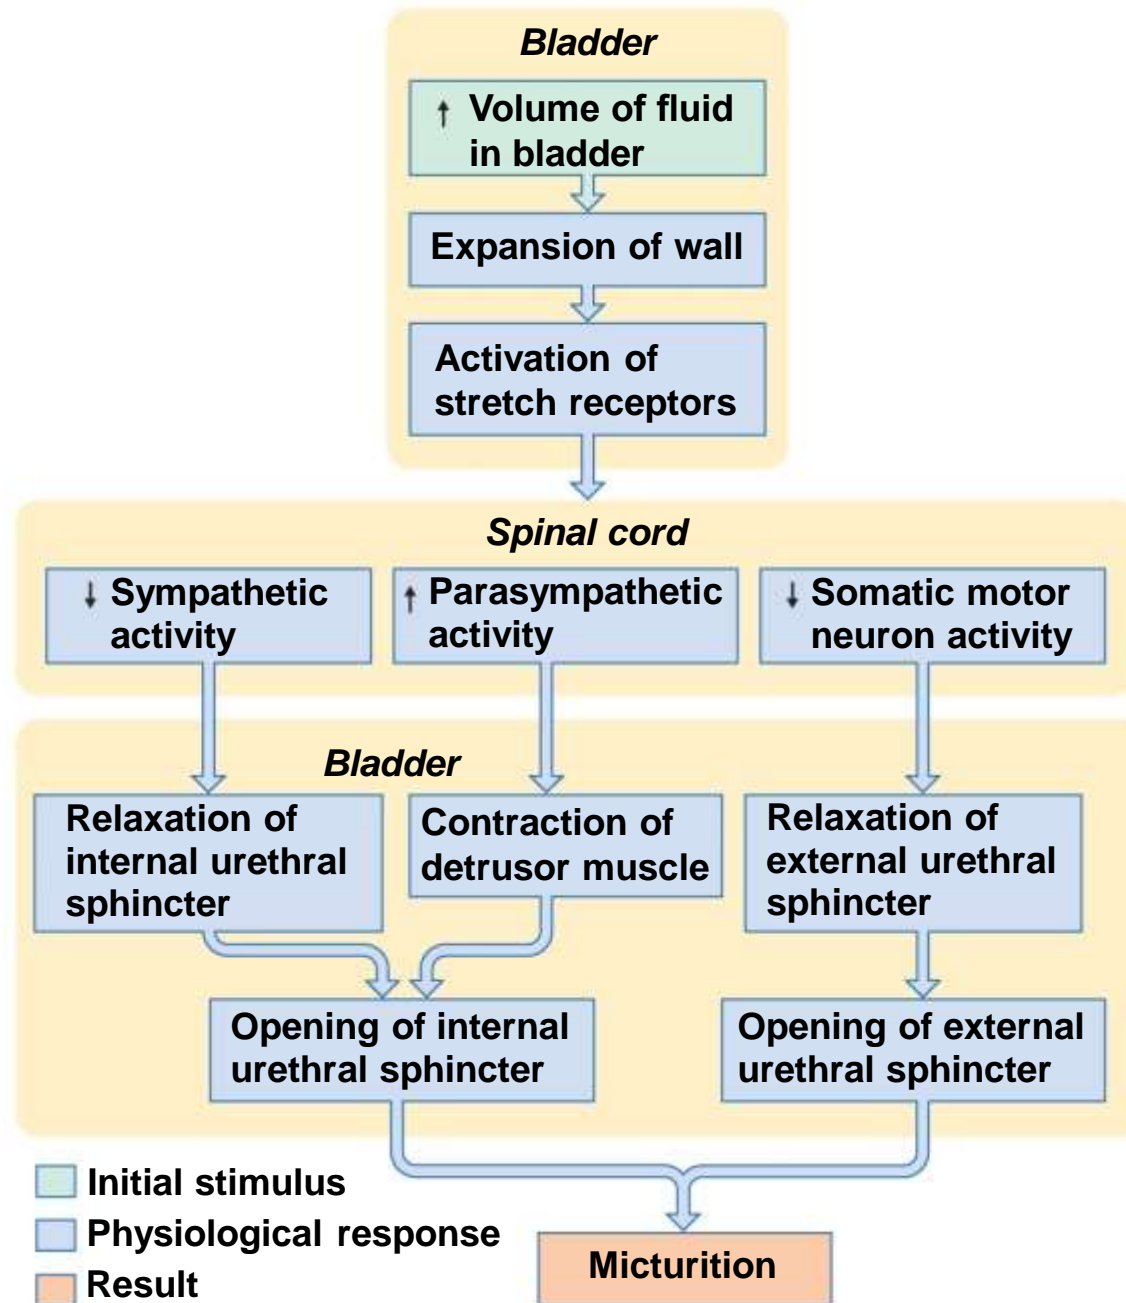 Bladder
↑ Volume of fluid
in bladder
Expansion of wall
Activation of
stretch receptors
Spinal cord
↓ Sympathetic
activity
↑ Parasympathetic
activity
↓ Somatic motor
neuron activity
Bladder
Relaxation of
internal urethral
sphincter
Contraction of
detrusor muscle
Relaxation of
external urethral
sphincter
Opening of internal
urethral sphincter
Opening of external
urethral sphincter
Initial stimulus
Physiological response
Result
Micturition